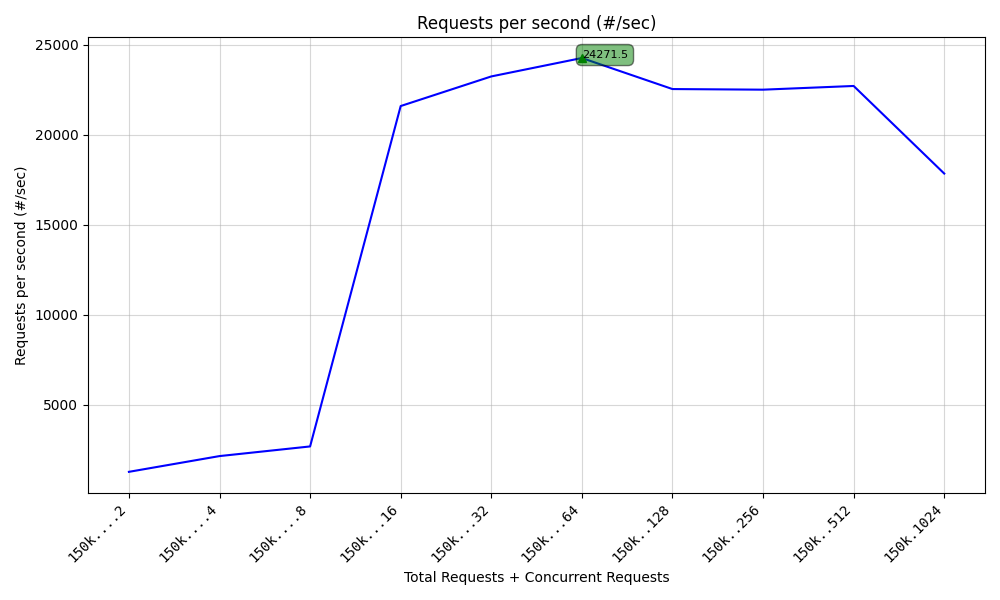 Requests per second (#/sec)
25000
24271.5
20000
15000
10000
5000
Requests per second (#/sec)
150k....2
150k....4
150k....8
150k...16
150k...32
150k...64
150k..128
150k..256
150k..512
150k.1024
Total Requests + Concurrent Requests